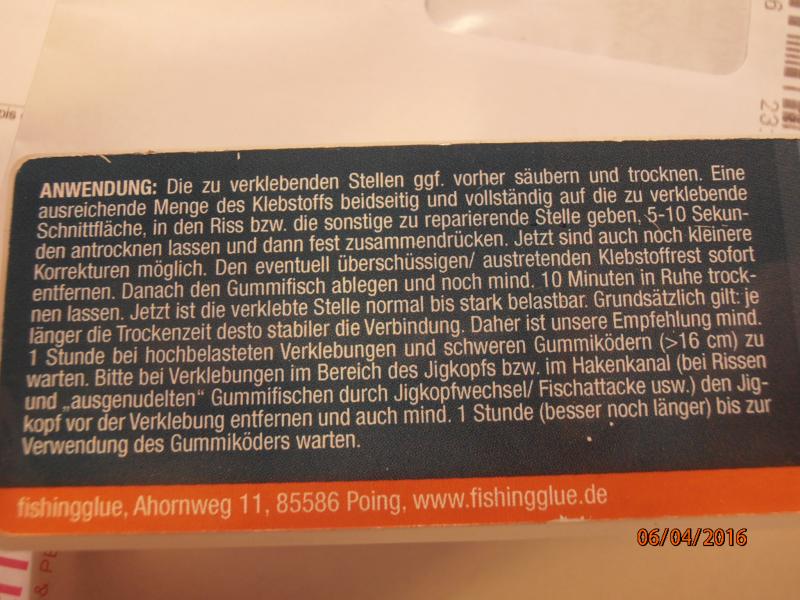 ANWENDUNG: Die zu verklebenden Stellen ggf. vorher säubern und trocknen. Eine
ausreichende Menge des Klebstoffs beidseitig und vollständig auf die zu verklebende
Schnittfläche, in den Riss bzw. die sonstige zu reparierende Stelle geben, 5-10 Sekun-
den antrocknen lassen und dann fest zusammendrücken. Jetzt sind auch noch kleinere
Korrekturen möglich. Den eventuell überschüssigen/ austretenden Klebstoffrest sofort
entfernen. Danach den Gummifisch ablegen und noch mind. 10 Minuten in Ruhe trock-
nen lassen. Jetzt ist die verklebte Stelle normal bis stark belastbar. Grundsätzlich gilt: je
länger die Trockenzeit desto stabiler die Verbindung. Daher ist unsere Empfehlung mind.
1 Stunde bei hochbelasteten Verklebungen und schweren Gummiködern (>16 cm) zu
warten. Bitte bei Verklebungen im Bereich des Jigkopfs bzw. im Hakenkanal (bei Rissen
und „ausgenudelten“ Gummifischen durch Jigkopfwechsel/ Fischattacke usw.) den Jig-
kopf vor der Verklebung entfernen und auch mind. 1 Stunde (besser noch länger) bis zur
Verwendung des Gummiköders warten.
fishingglue, Ahornweg 11, 85586 Poing, www.fishingglue.de
06/04/2016